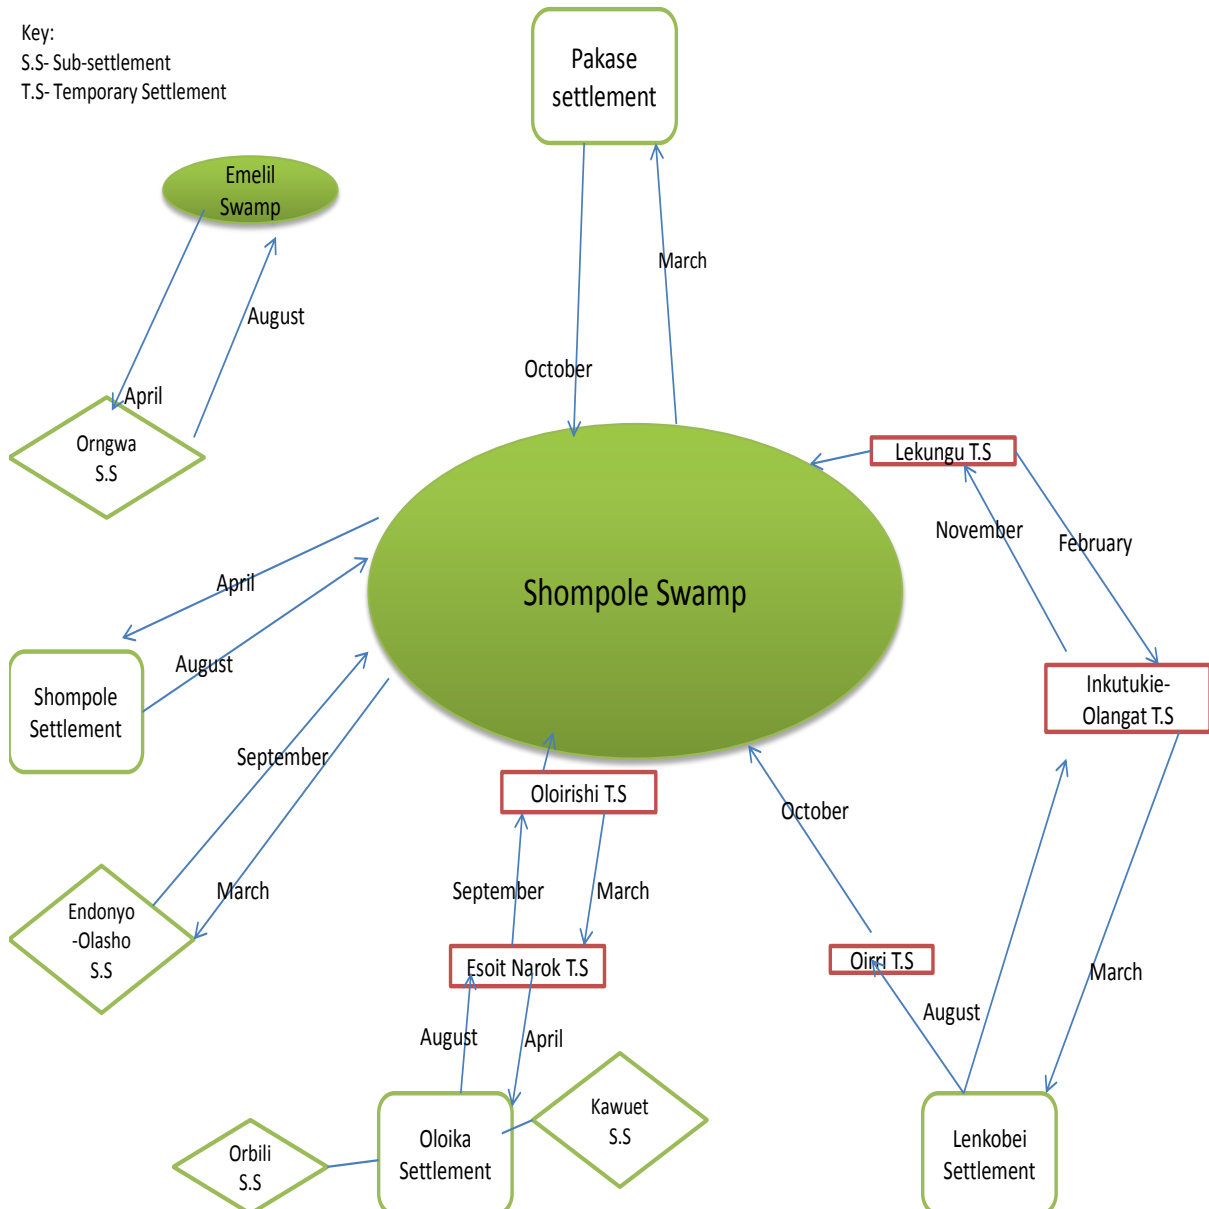 Key:
S.S- Sub-settlement
T.S- Temporary Settlement
Pakase
settlement
Emelil
Swamp
March
August
October
April
Orngwa
S.S
Lekungu T.S
November
February
Shompole Swamp
April
August
Shompole
Settlement
Inkutukie-
Olangat T.S
September
Oloirishi T.S
October
September
March
March
Endonyo
-Olasho
S.S
Esoit Narok T.S
Oirri T.S
March
August
August
April
Kawuet
S.S
Orbili
S.S
Oloika
Settlement
Lenkobei
Settlement